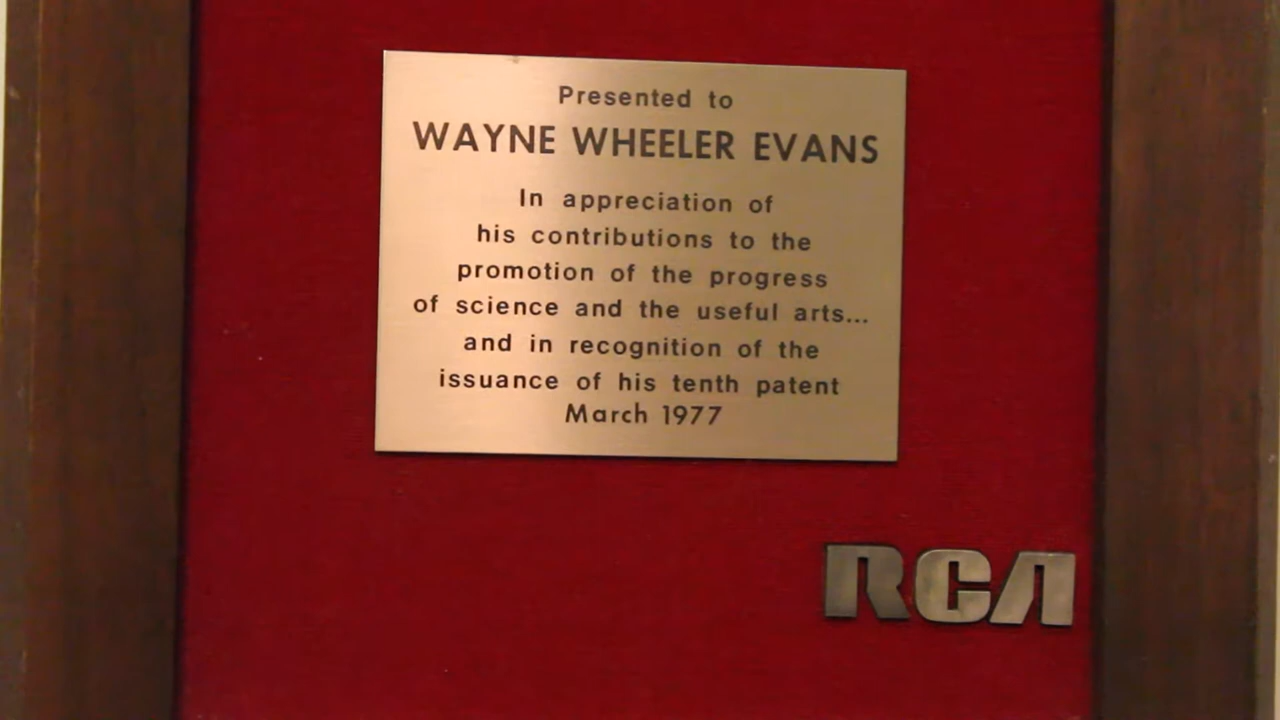 Presented to
WAYNE WHEELER EVANS
In appreciation of
his contributions to the
promotion of the progress
of science and the useful arts...
and in recognition of the
issuance of his tenth patent
March 1977
RCA